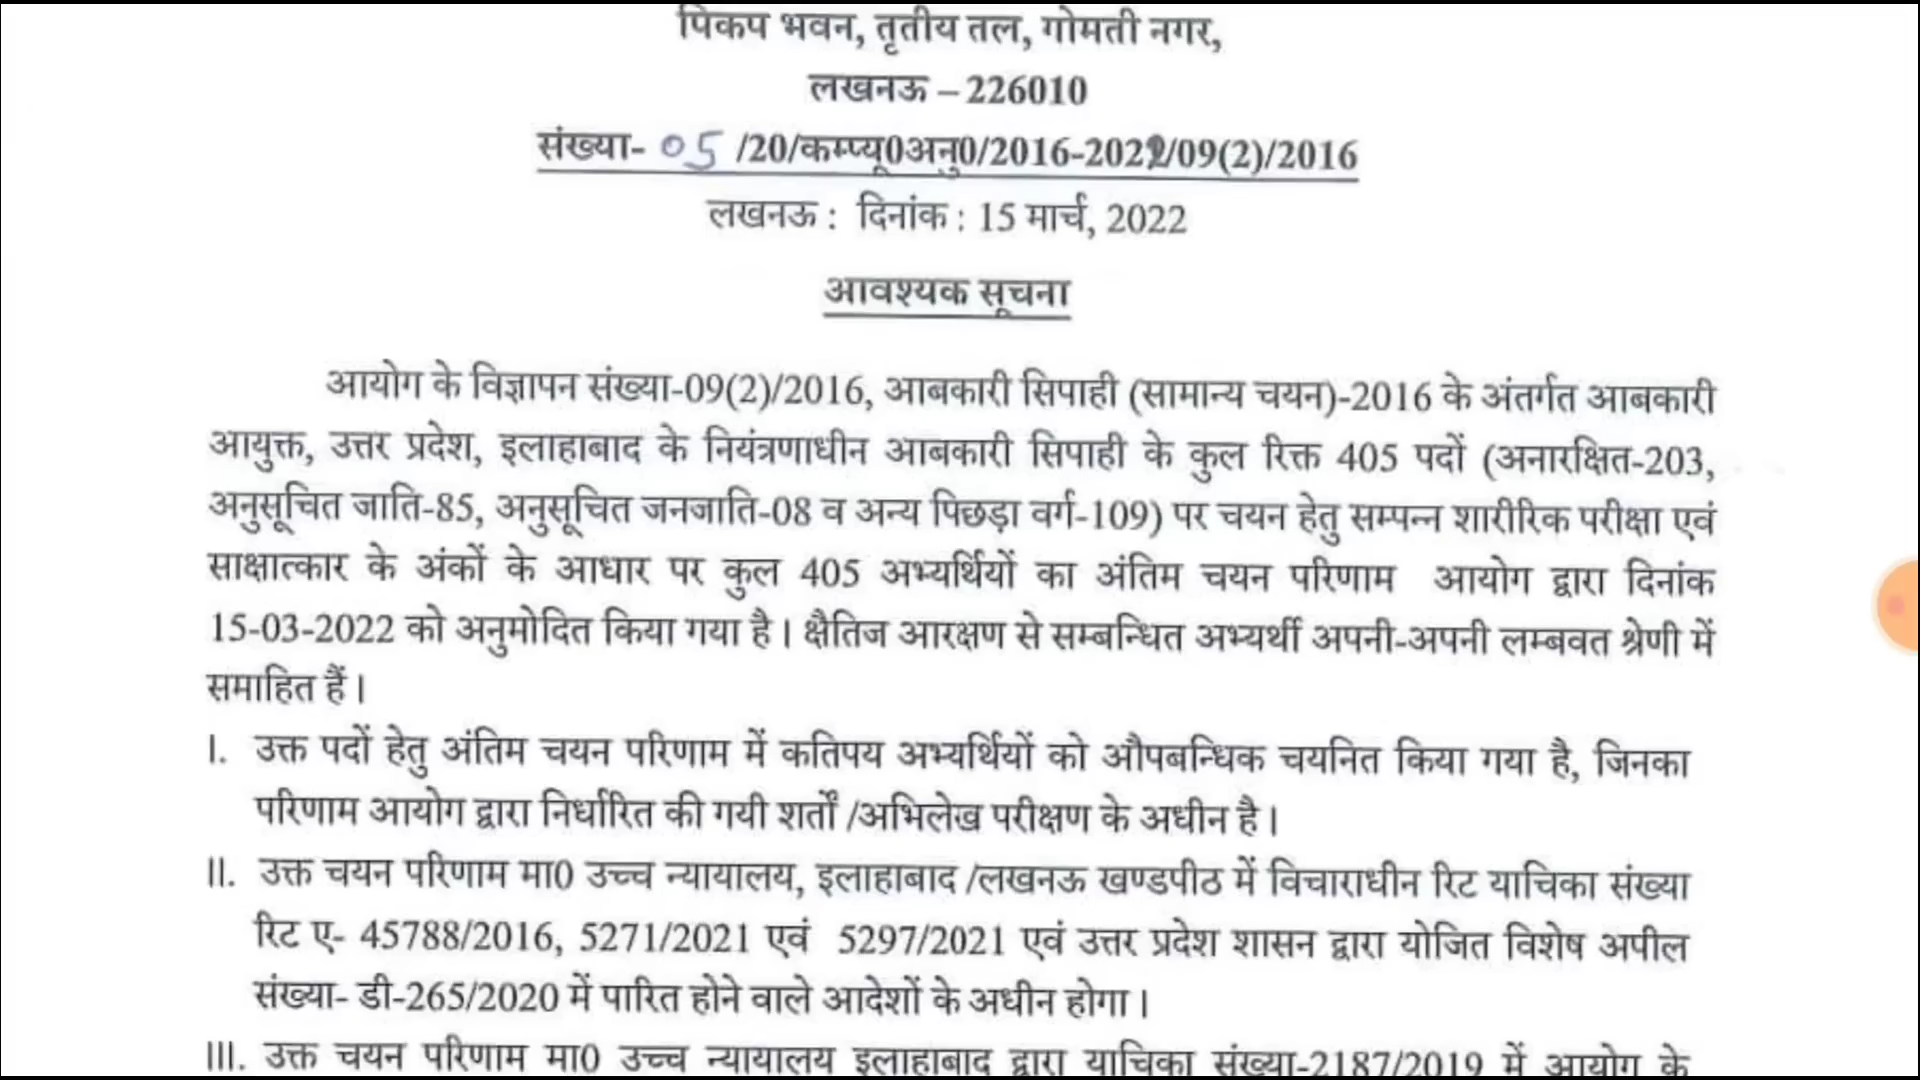 पिकप भवन, तृतीय तल, गोमती नगर,
लखनऊ – 226010
संख्या- 05 /20/कम्प्यू0अनु0/2016-2022/09(2)/2016
लखनऊ : दिनांक : 15 मार्च, 2022
आवश्यक सूचना
आयोग के विज्ञापन संख्या-09(2)/2016, आबकारी सिपाही (सामान्य चयन)-2016 के अंतर्गत आबकारी
आयुक्त, उत्तर प्रदेश, इलाहाबाद के नियंत्रणाधीन आबकारी सिपाही के कुल रिक्त 405 पदों (अनारक्षित-203,
अनुसूचित जाति-85, अनुसूचित जनजाति-08 व अन्य पिछड़ा वर्ग-109) पर चयन हेतु सम्पन्न शारीरिक परीक्षा एवं
साक्षात्कार के अंकों के आधार पर कुल 405 अभ्यर्थियों का अंतिम चयन परिणाम आयोग द्वारा दिनांक
15-03-2022 को अनुमोदित किया गया है। क्षैतिज आरक्षण से सम्बन्धित अभ्यर्थी अपनी-अपनी लम्बवत श्रेणी में
समाहित हैं।
I. उक्त पदों हेतु अंतिम चयन परिणाम में कतिपय अभ्यर्थियों को औपबन्धिक चयनित किया गया है, जिनका
परिणाम आयोग द्वारा निर्धारित की गयी शर्तों /अभिलेख परीक्षण के अधीन है।
II. उक्त चयन परिणाम मा0 उच्च न्यायालय, इलाहाबाद /लखनऊ खण्डपीठ में विचाराधीन रिट याचिका संख्या
रिट ए- 45788/2016, 5271/2021 एवं 5297/2021 एवं उत्तर प्रदेश शासन द्वारा योजित विशेष अपील
संख्या- डी-265/2020 में पारित होने वाले आदेशों के अधीन होगा।
III. उक्त चयन परिणाम मा0 उच्च न्यायालय इलाहाबाद द्वारा याचिका संख्या-2187/2019 में आयोग के